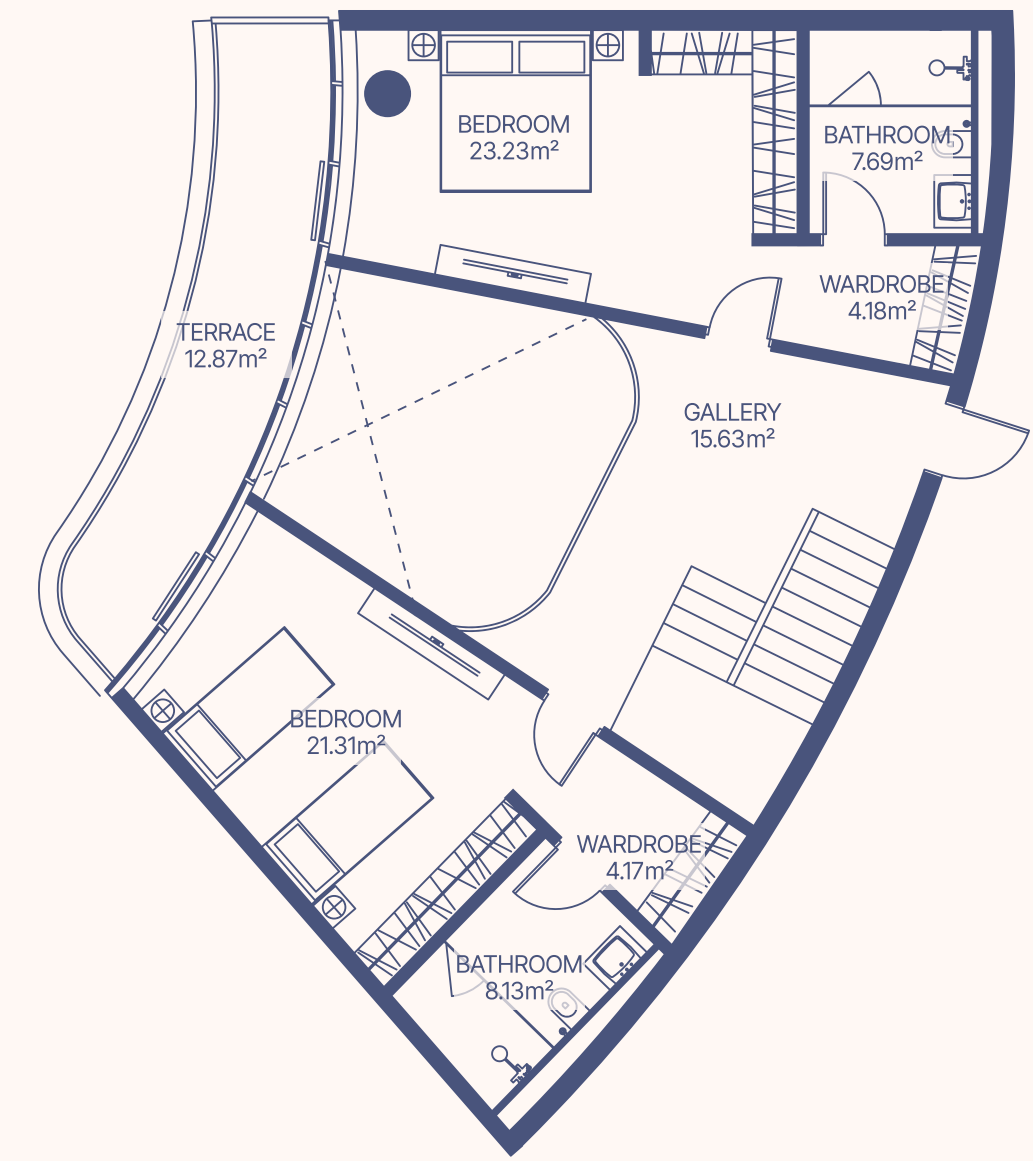 BEDROOM
23.23m²
BATHROOM
7.69m²
WARDROBE
4.18m²
TERRACE
12.87m²
GALLERY
15.63m²
BEDROOM
21.31m²
WARDROBE
4.17m²
BATHROOM
8.13m²